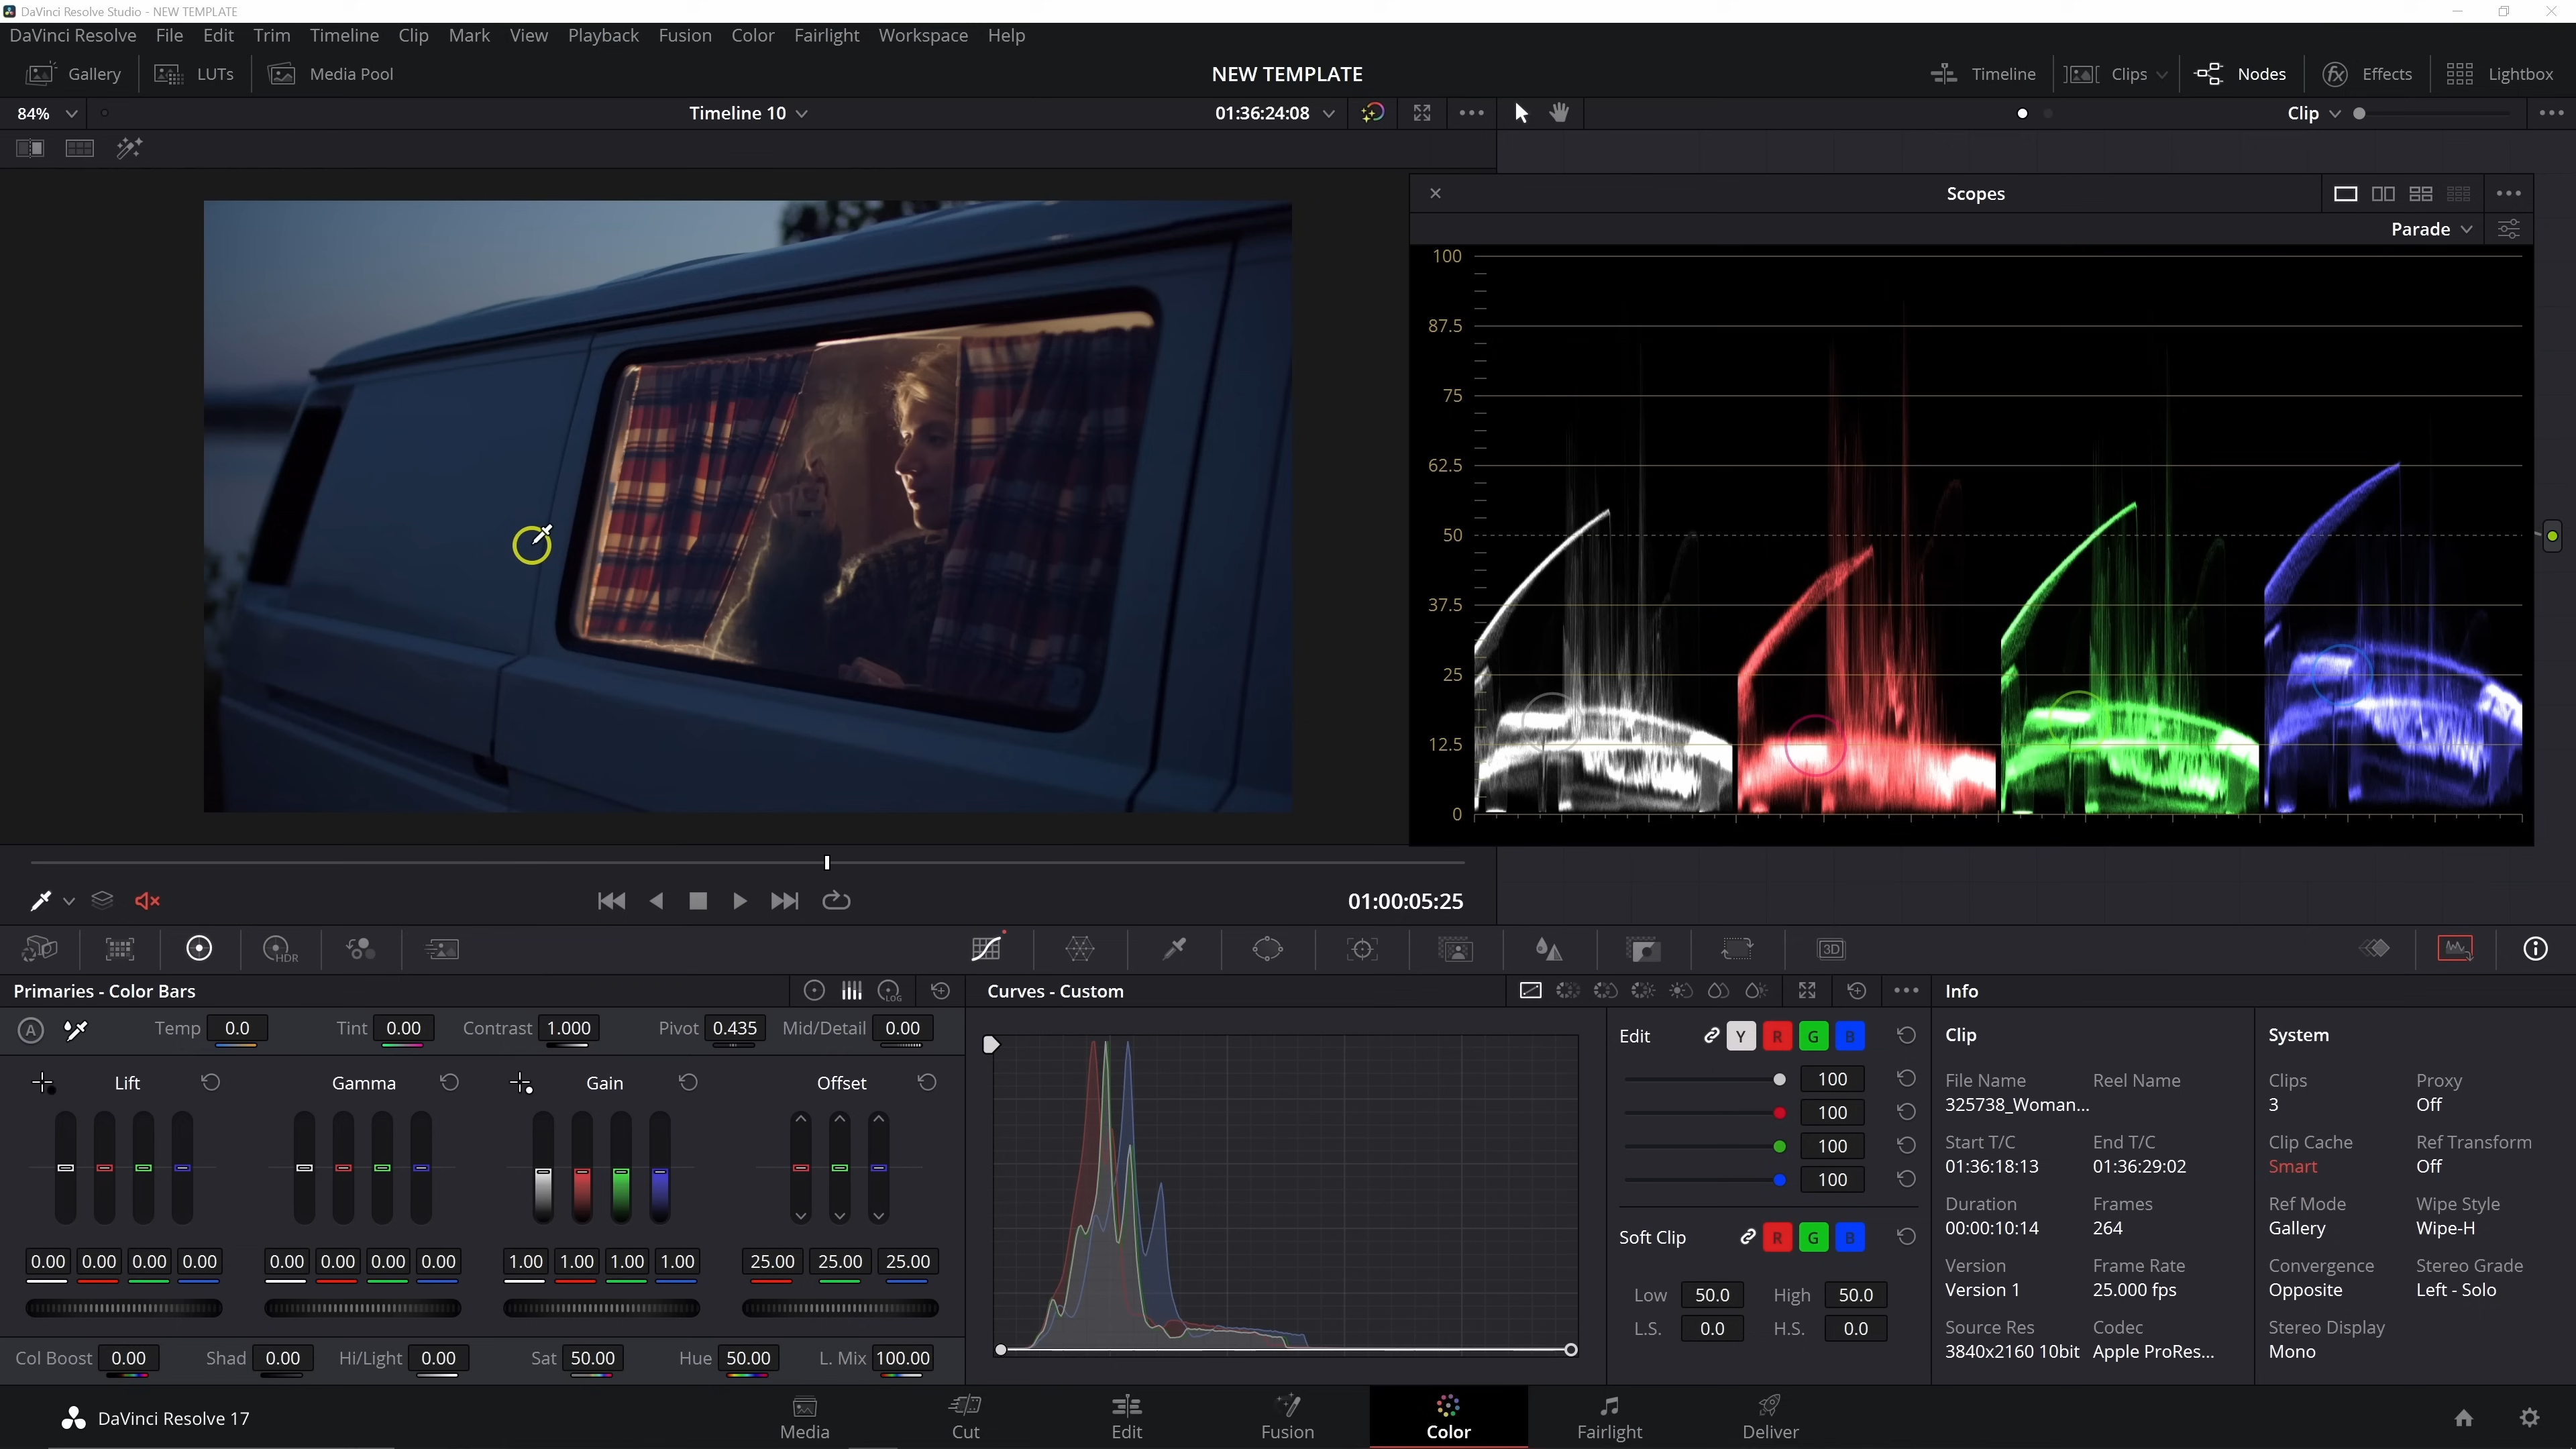 DaVinci Resolve Studio - NEW TEMPLATE
DaVinci Resolve File Edit Trim Timeline Clip Mark View Playback Fusion Color Fairlight Workspace Help
Gallery LUTs Media Pool NEW TEMPLATE Timeline Clips Nodes Effects Lightbox
84% Timeline 10 01:36:24:08 Clip
Scopes
Parade
100
87.5
75
62.5
50
37.5
25
12.5
0
01:00:05:25
HDR 3D
Primaries - Color Bars LOG Curves - Custom Info
A Temp 0.0 Tint 0.00 Contrast 1.000 Pivot 0.435 Mid/Detail 0.00
Lift Gamma Gain Offset
0.00 0.00 0.00 0.00 0.00 0.00 0.00 0.00 1.00 1.00 1.00 1.00 25.00 25.00 25.00
Col Boost 0.00 Shad 0.00 Hi/Light 0.00 Sat 50.00 Hue 50.00 L. Mix 100.00
Edit Y R G B
100
100
100
100
Soft Clip R G B
Low 50.0 High 50.0
L.S. 0.0 H.S. 0.0
Clip System
File Name Reel Name Clips Proxy
325738_Woman... 3 Off
Start T/C End T/C Clip Cache Ref Transform
01:36:18:13 01:36:29:02 Smart Off
Duration Frames Ref Mode Wipe Style
00:00:10:14 264 Gallery Wipe-H
Version Frame Rate Convergence Stereo Grade
Version 1 25.000 fps Opposite Left - Solo
Source Res Codec Stereo Display
3840x2160 10bit Apple ProRes... Mono
DaVinci Resolve 17 Media Cut Edit Fusion Color Fairlight Deliver